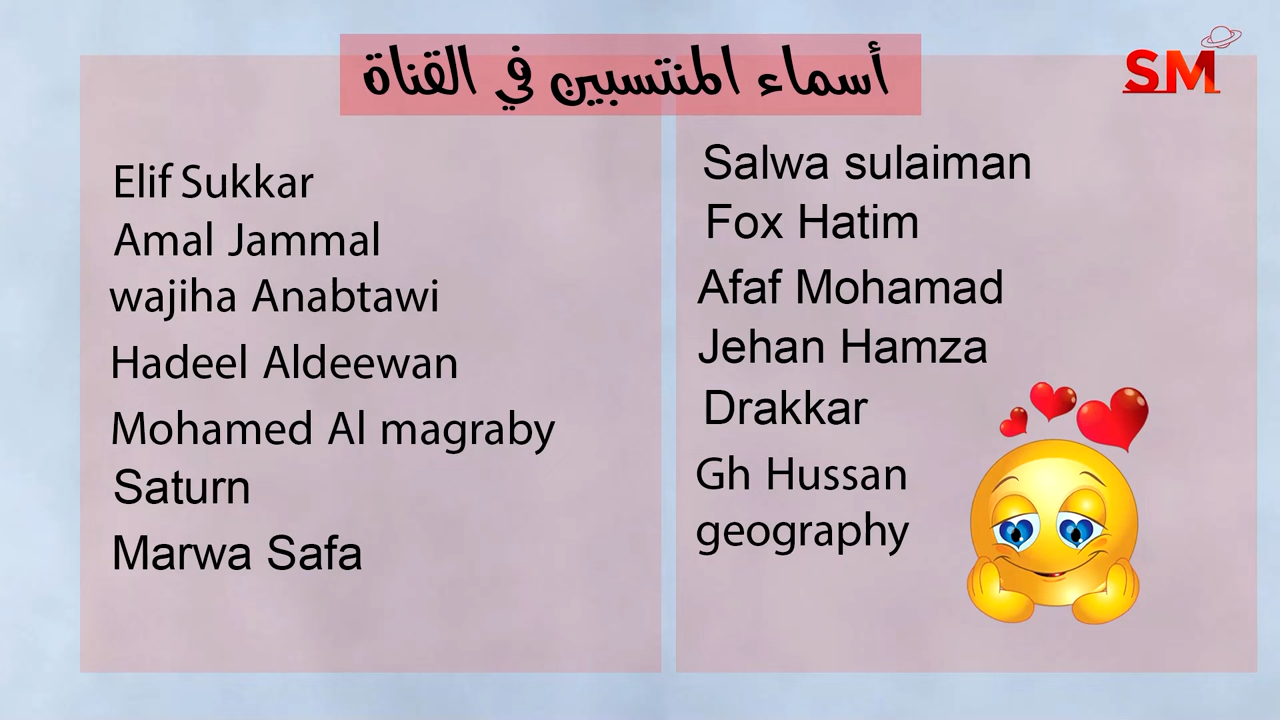 أسماء المنتسبين في القناة
SM
Elif Sukkar
Amal Jammal
wajiha Anabtawi
Hadeel Aldeewan
Mohamed Al magraby
Saturn
Marwa Safa
Salwa sulaiman
Fox Hatim
Afaf Mohamad
Jehan Hamza
Drakkar
Gh Hussan
geography